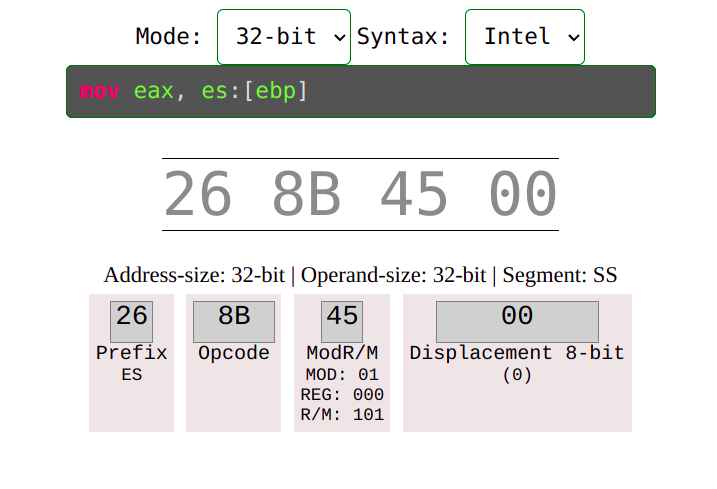 Mode: 32-bit Syntax: Intel
mov eax, es:[ebp]
26 8B 45 00
Address-size: 32-bit | Operand-size: 32-bit | Segment: SS
26 8B 45 00
Prefix Opcode ModR/M Displacement 8-bit
ES MOD: 01 (0)
REG: 000
R/M: 101